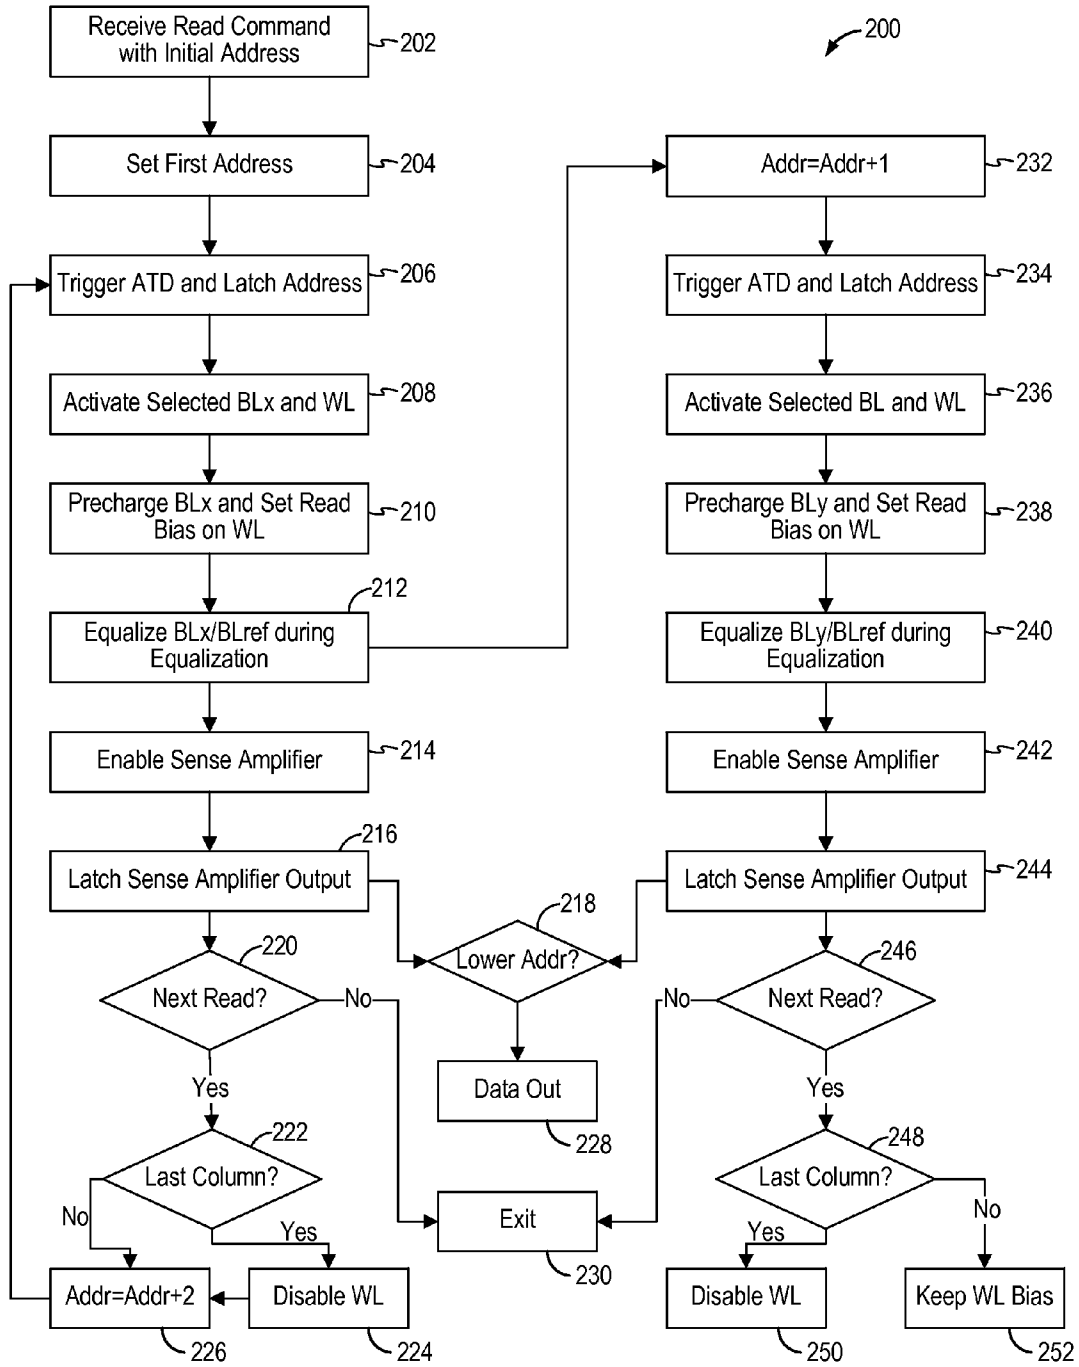 200
Receive Read Command
with Initial Address
202
Set First Address
204
Trigger ATD and Latch Address
206
Activate Selected BLx and WL
208
Precharge BLx and Set Read
Bias on WL
210
Equalize BLx/BLref during
Equalization
212
Enable Sense Amplifier
214
Latch Sense Amplifier Output
216
Next Read?
220
No
Yes
Last Column?
222
No
Yes
Addr=Addr+2
226
Disable WL
224
Lower Addr?
218
Data Out
228
Exit
230
Addr=Addr+1
232
Trigger ATD and Latch Address
234
Activate Selected BL and WL
236
Precharge BLy and Set Read
Bias on WL
238
Equalize BLy/BLref during
Equalization
240
Enable Sense Amplifier
242
Latch Sense Amplifier Output
244
Next Read?
246
No
Yes
Last Column?
248
Yes
No
Disable WL
250
Keep WL Bias
252